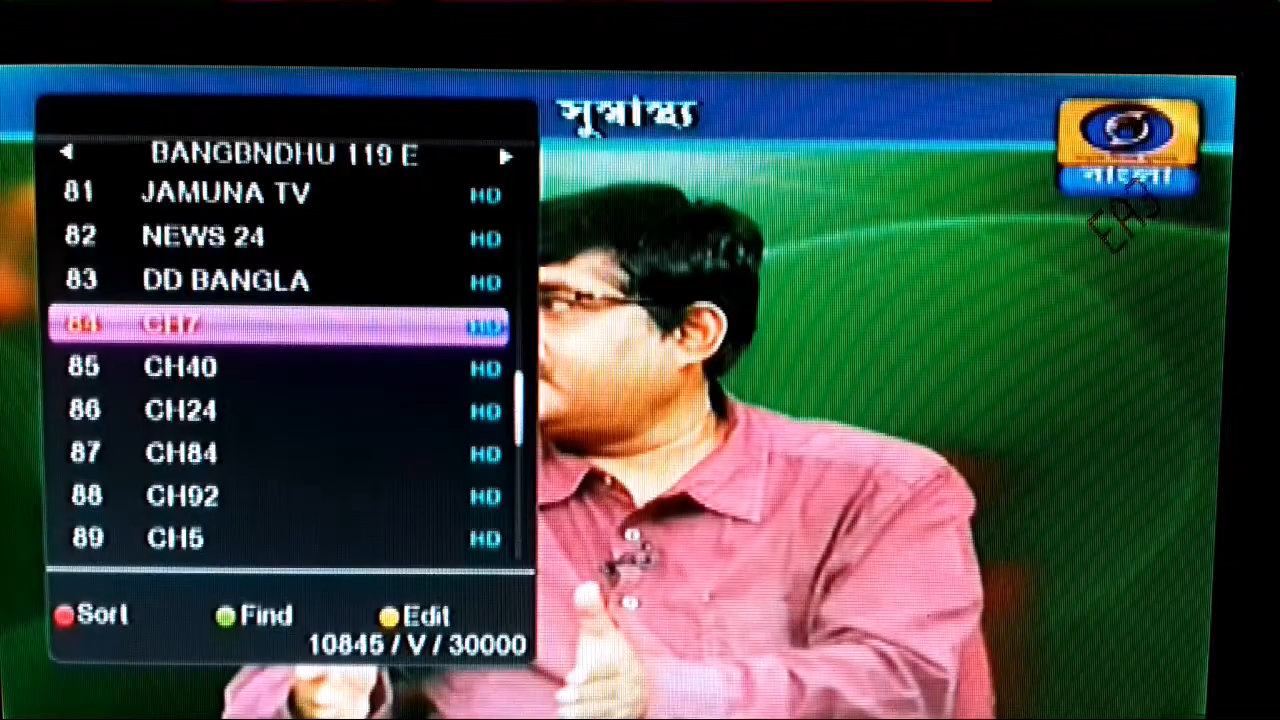 সুস্বাস্থ্য
বাংলা
EAJ
BANGBNDHU 119 E
81 JAMUNA TV HD
82 NEWS 24 HD
83 DD BANGLA HD
84 CH7 HD
85 CH40 HD
86 CH24 HD
87 CH84 HD
88 CH92 HD
89 CH5 HD
Sort Find Edit
10845 / V / 30000